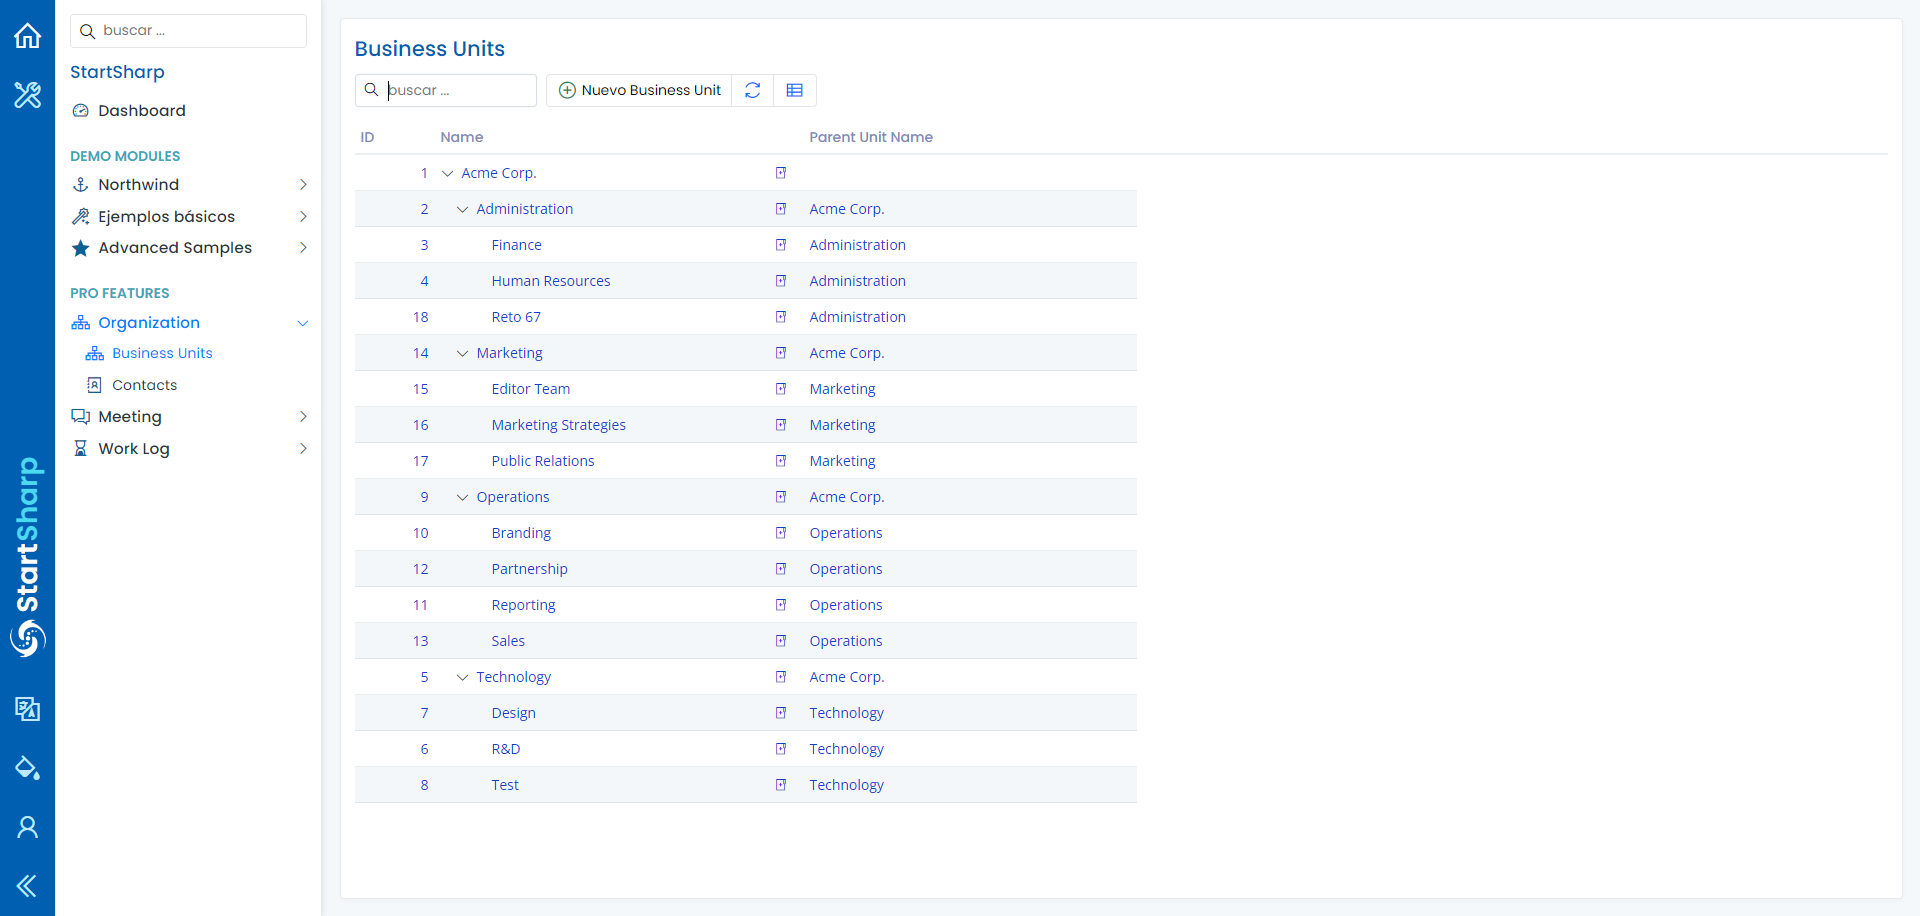 buscar ...
StartSharp
Dashboard
DEMO MODULES
Northwind
Ejemplos básicos
Advanced Samples
PRO FEATURES
Organization
Business Units
Contacts
Meeting
Work Log
StartSharp
Business Units
buscar ...
Nuevo Business Unit
ID Name Parent Unit Name
1 Acme Corp.
2 Administration Acme Corp.
3 Finance Administration
4 Human Resources Administration
18 Reto 67 Administration
14 Marketing Acme Corp.
15 Editor Team Marketing
16 Marketing Strategies Marketing
17 Public Relations Marketing
9 Operations Acme Corp.
10 Branding Operations
12 Partnership Operations
11 Reporting Operations
13 Sales Operations
5 Technology Acme Corp.
7 Design Technology
6 R&D Technology
8 Test Technology